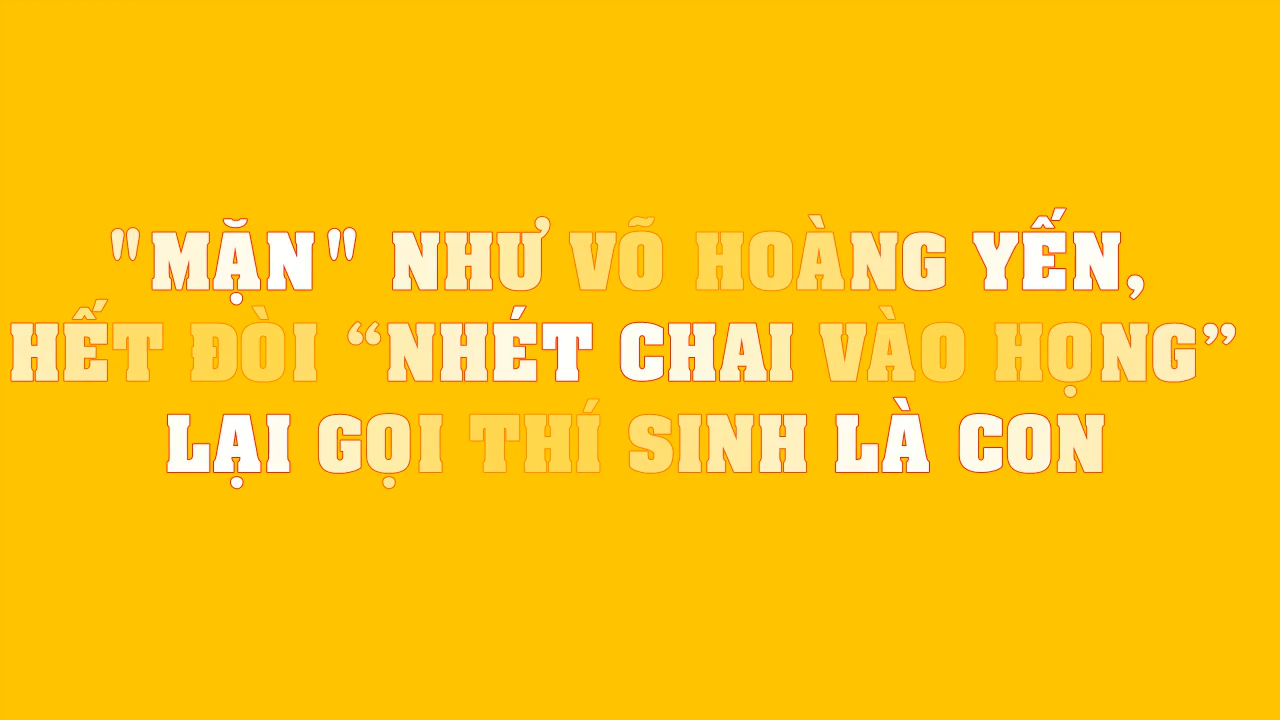 "MẶN" NHƯ VÕ HOÀNG YẾN,
HẾT ĐÒI “NHÉT CHAI VÀO HỌNG”
LẠI GỌI THÍ SINH LÀ CON